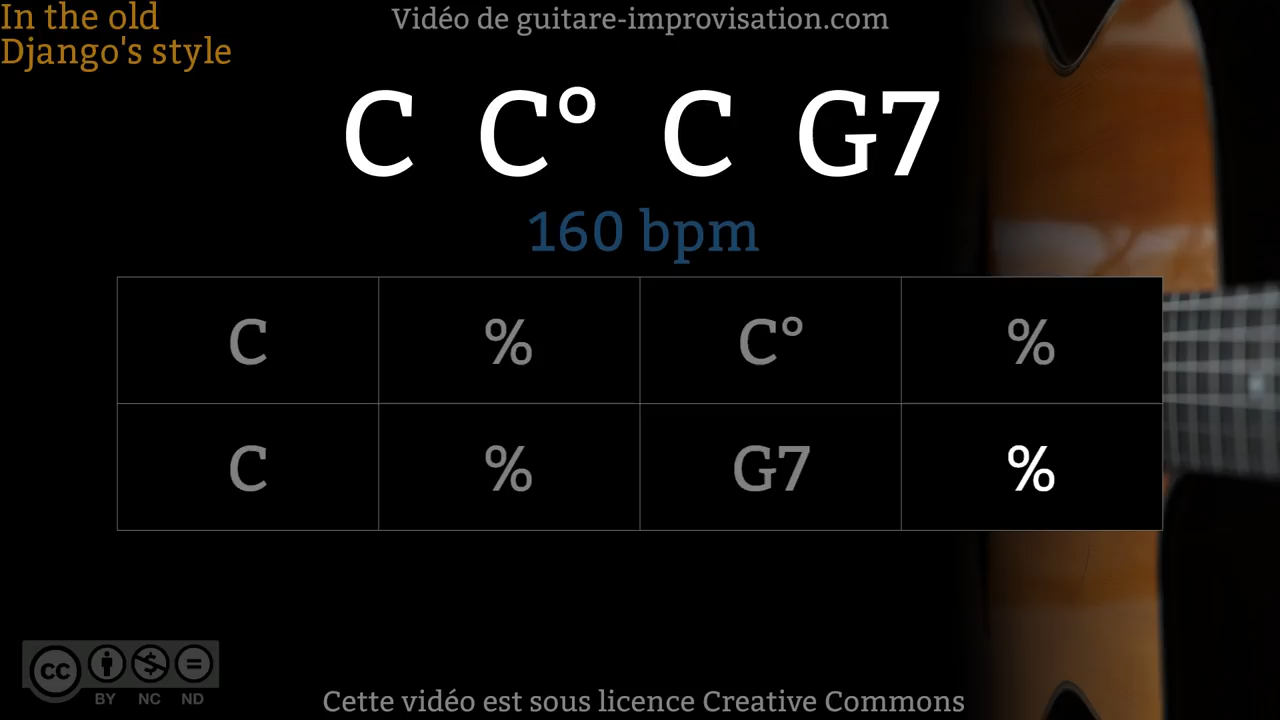 In the old
Django's style
Vidéo de guitare-improvisation.com
C C° C G7
160 bpm
C % C° %
C % G7 %
cc
BY NC ND
Cette vidéo est sous licence Creative Commons